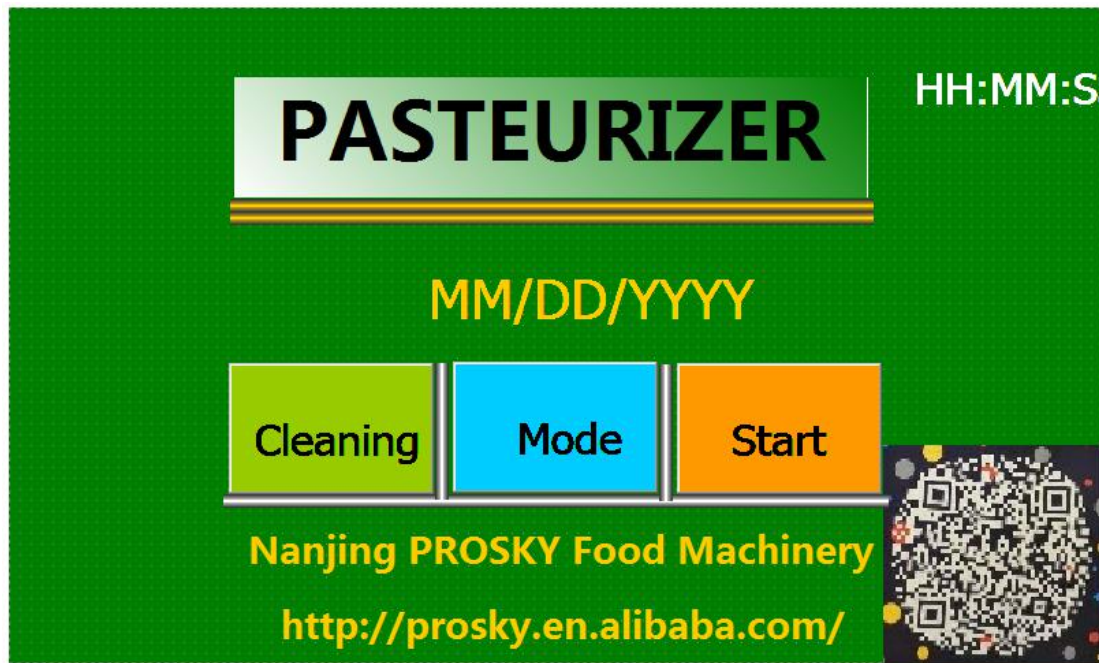 HH:MM:S
PASTEURIZER
MM/DD/YYYY
Cleaning
Mode
Start
Nanjing PROSKY Food Machinery
http://prosky.en.alibaba.com/